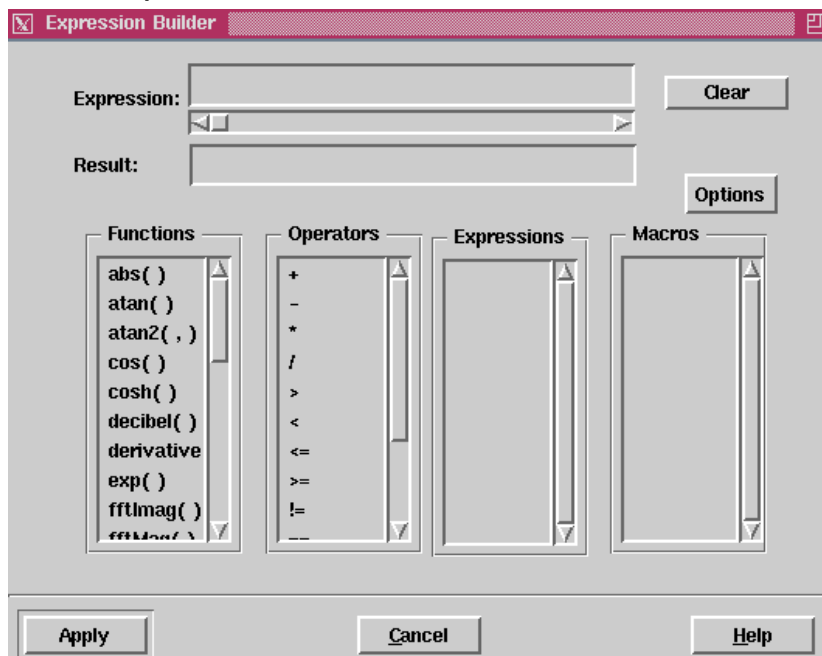 Expression Builder
Expression:
Clear
Result:
Options
Functions
abs( )
atan( )
atan2( , )
cos( )
cosh( )
decibel( )
derivative
exp( )
fftImag( )
fftMag( )
Operators
+
-
*
/
>
<
<=
>=
!=
==
Expressions
Macros
Apply
Cancel
Help